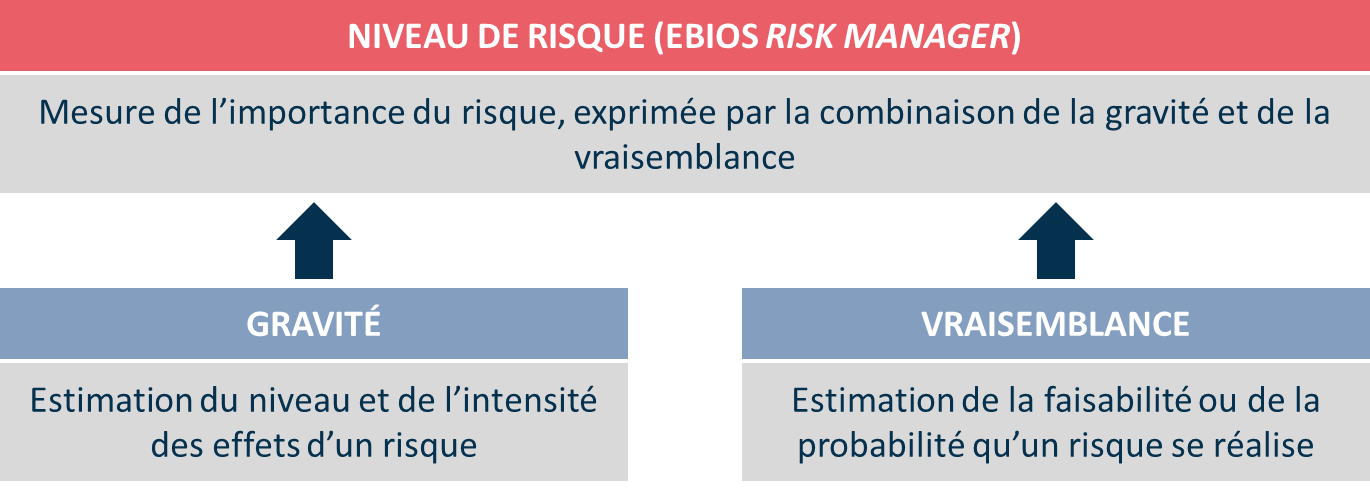 NIVEAU DE RISQUE (EBIOS RISK MANAGER)
Mesure de l’importance du risque, exprimée par la combinaison de la gravité et de la
vraisemblance
GRAVITÉ
Estimation du niveau et de l’intensité
des effets d’un risque
VRAISEMBLANCE
Estimation de la faisabilité ou de la
probabilité qu’un risque se réalise